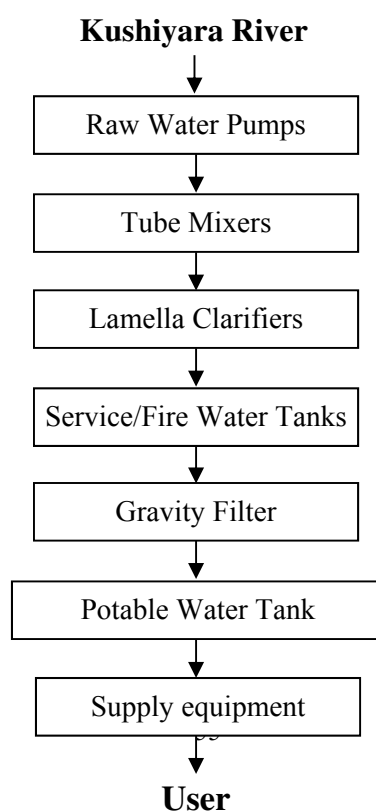 Kushiyara River
Raw Water Pumps
Tube Mixers
Lamella Clarifiers
Service/Fire Water Tanks
Gravity Filter
Potable Water Tank
Supply equipment
User